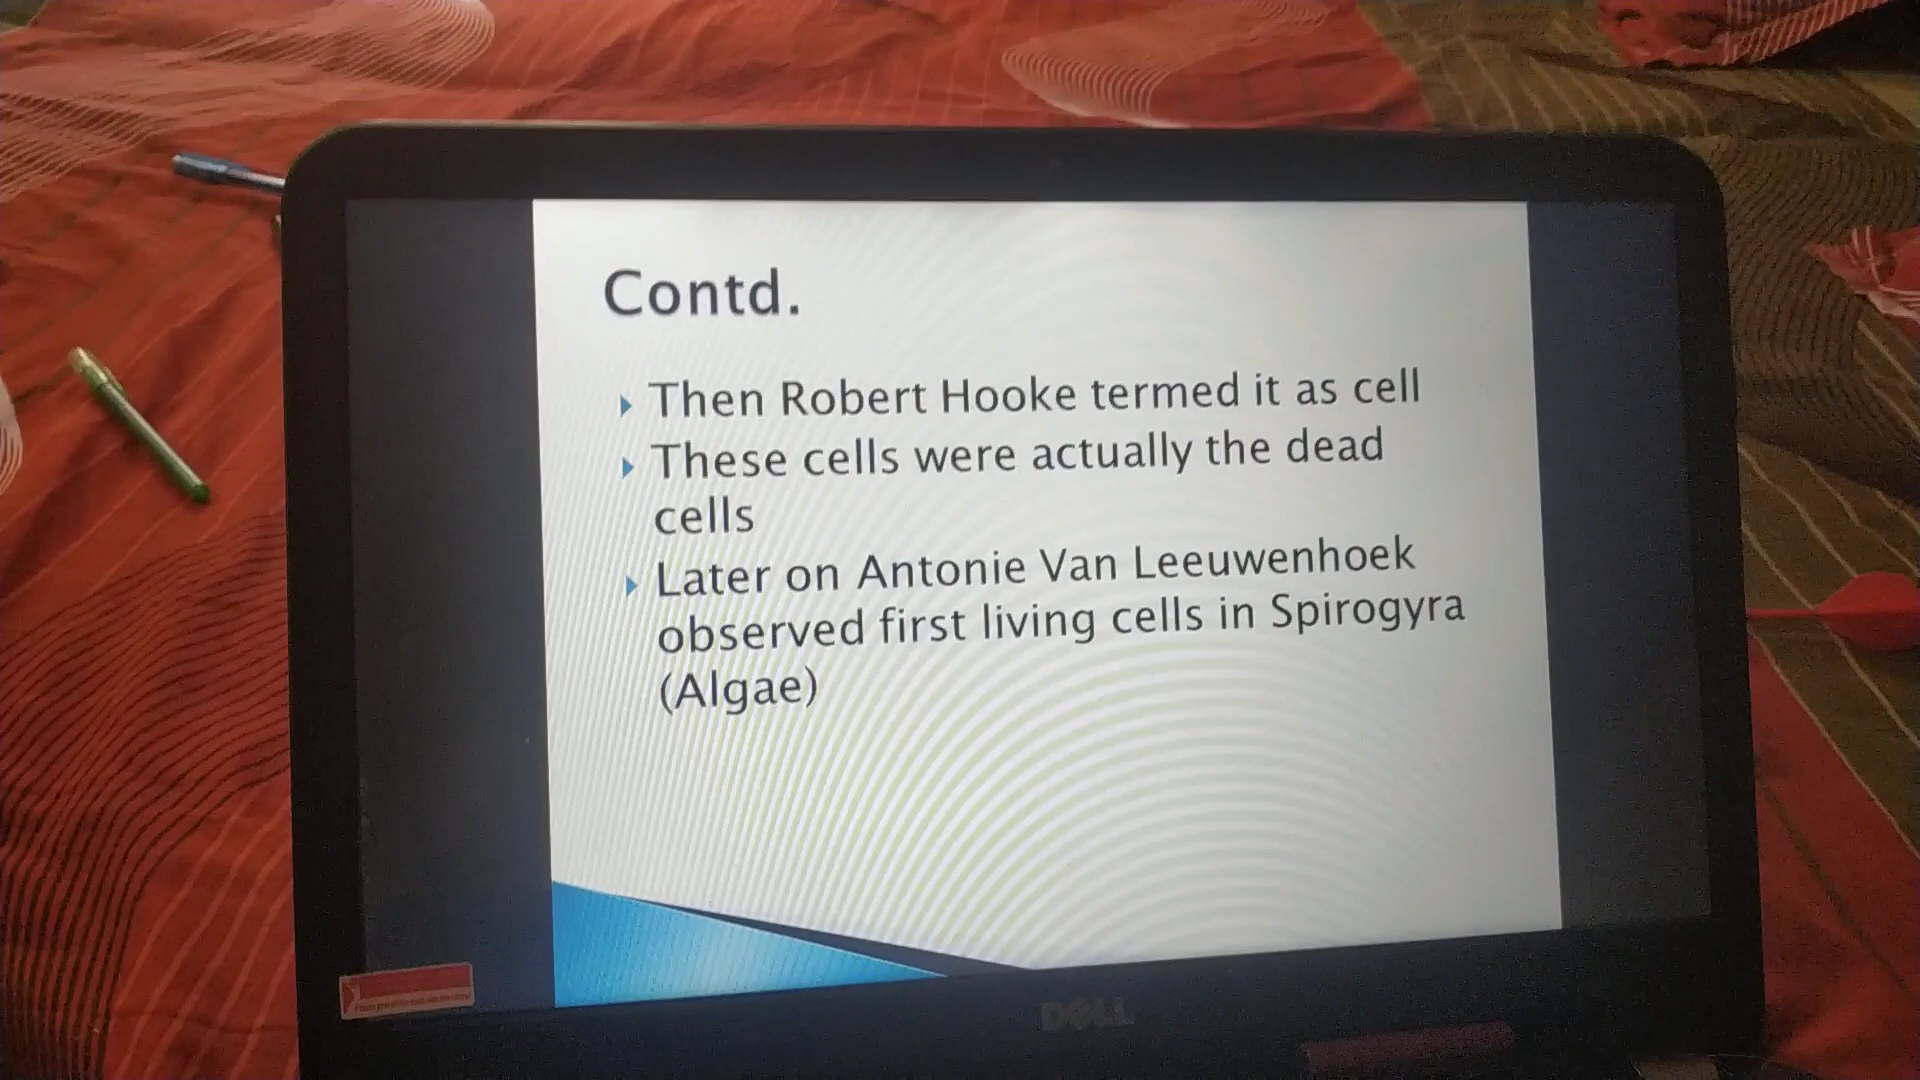 Contd.
Then Robert Hooke termed it as cell
These cells were actually the dead
cells
Later on Antonie Van Leeuwenhoek
observed first living cells in Spirogyra
(Algae)
DELL